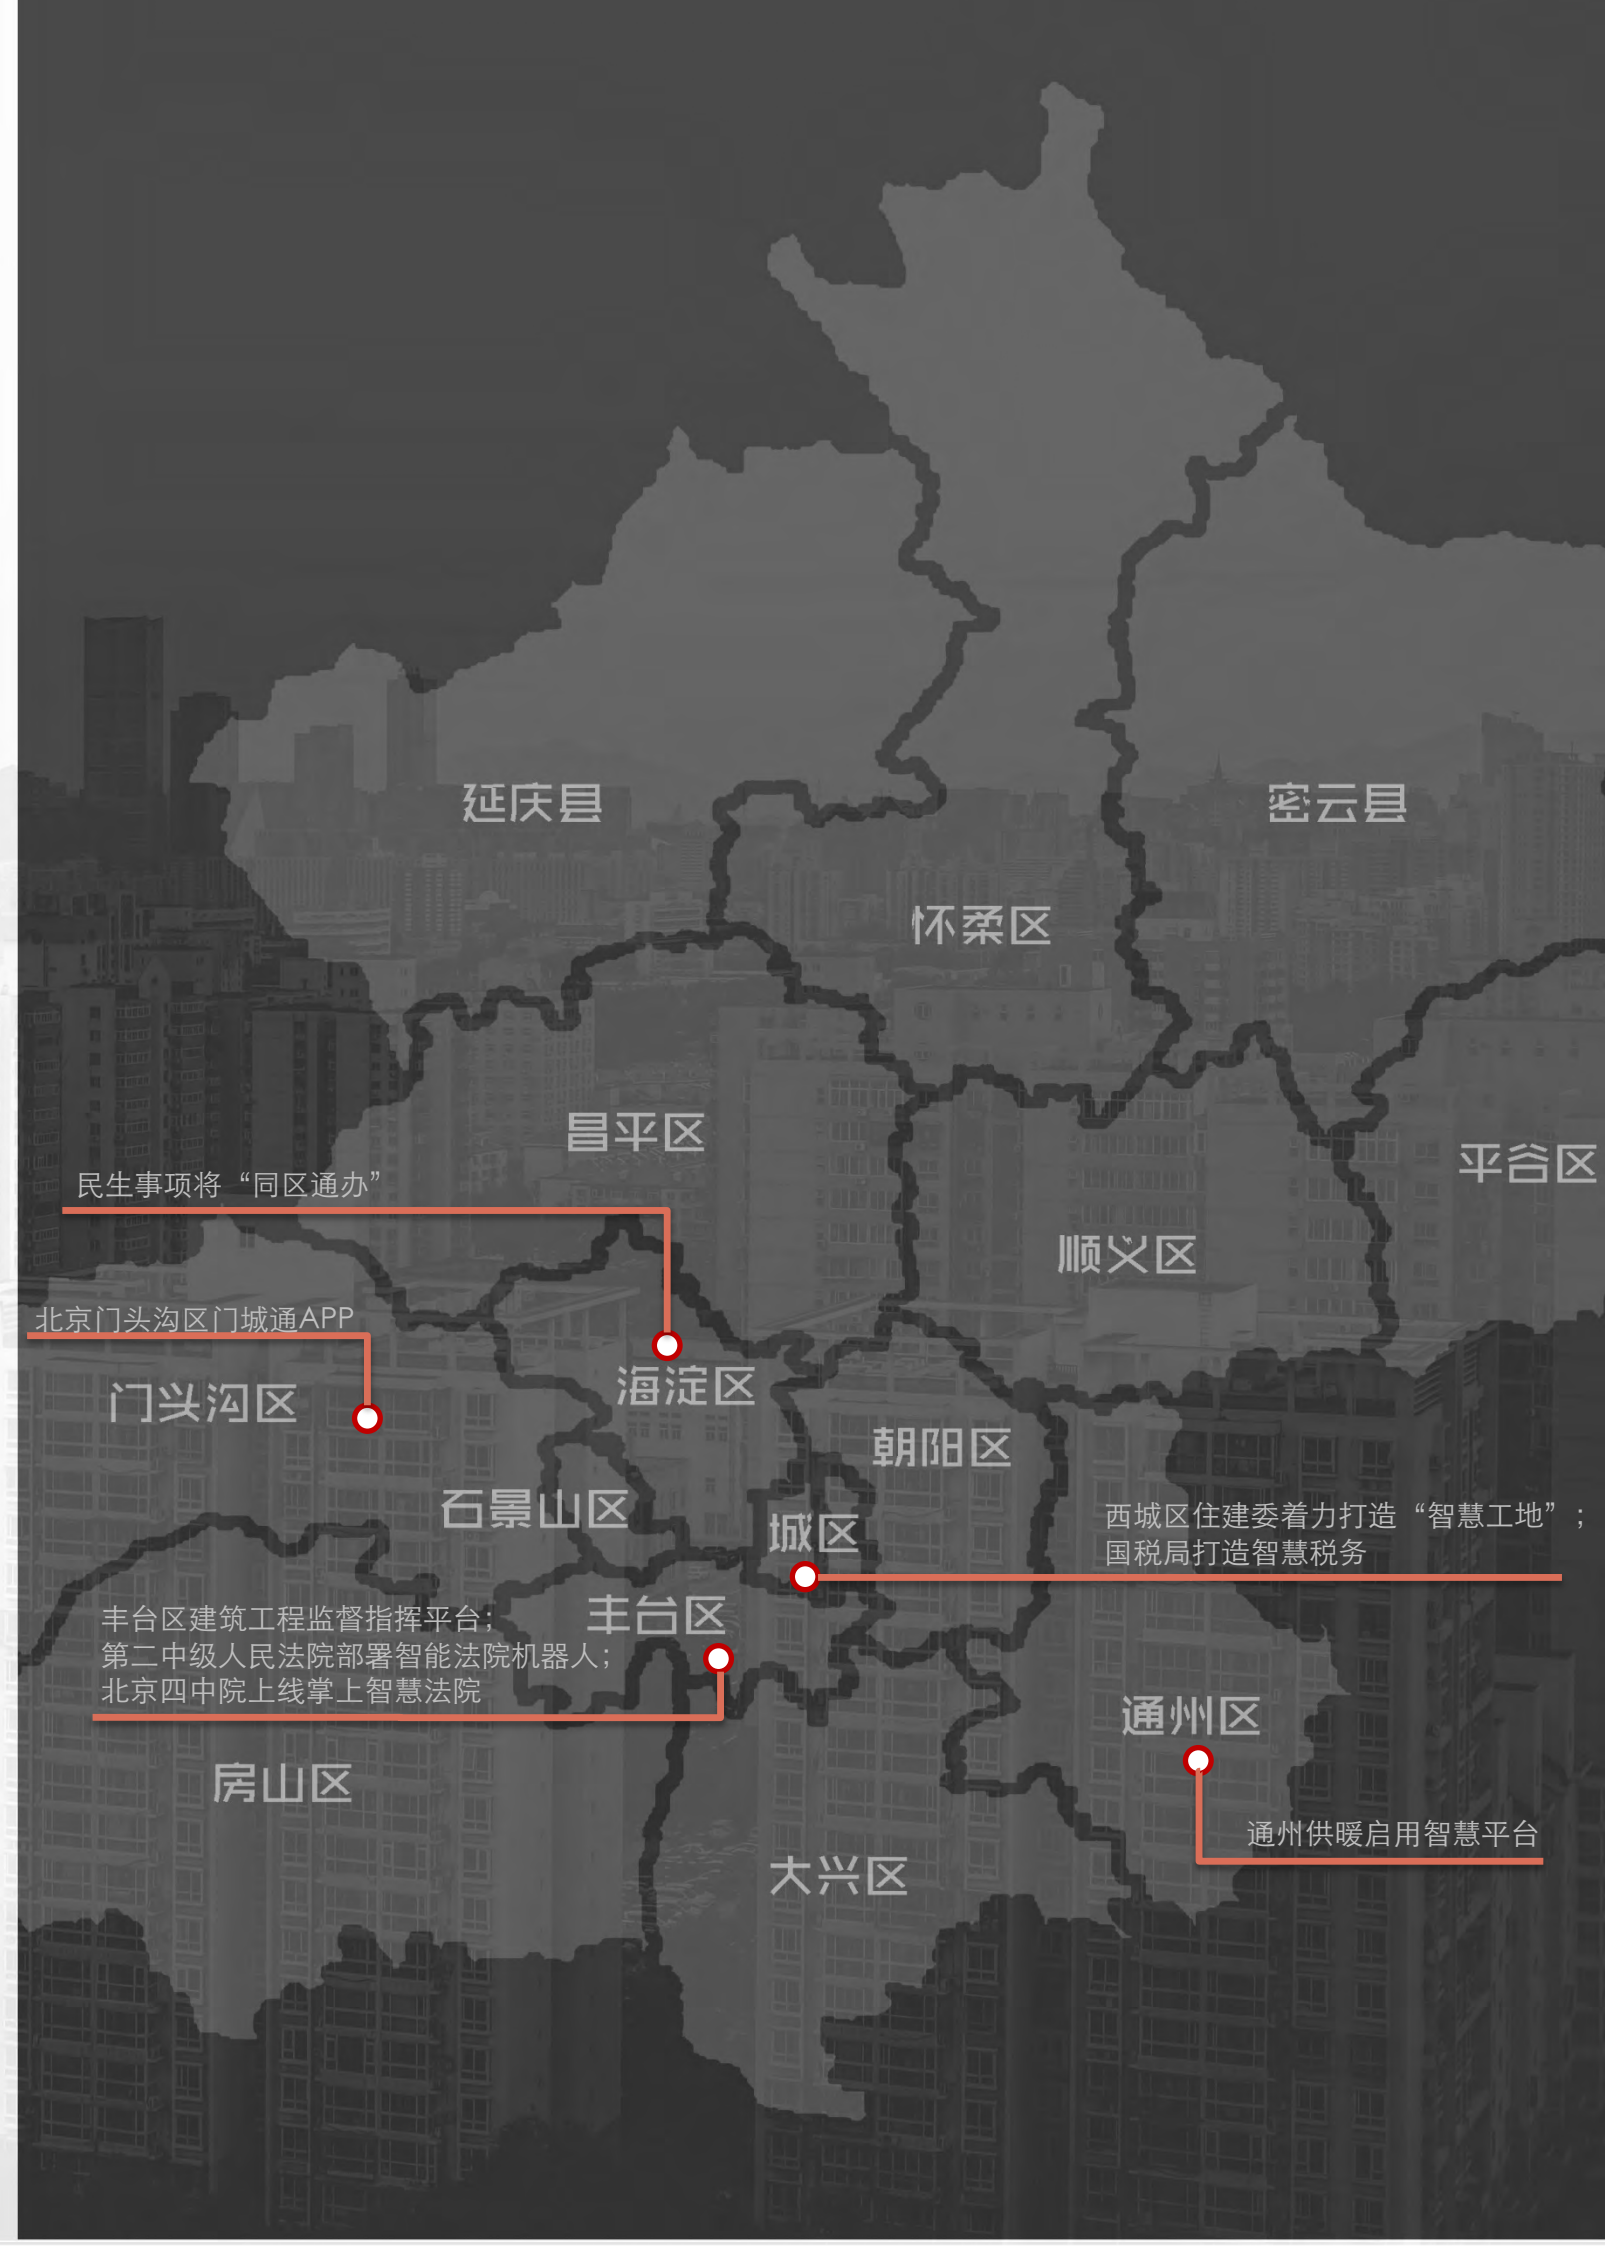 延庆县
密云县
怀柔区
昌平区
平谷区
民生事项将“同区通办”
顺义区
北京门头沟区门城通APP
海淀区
门头沟区
朝阳区
石景山区
城区
西城区住建委着力打造“智慧工地”；
国税局打造智慧税务
丰台区
丰台区建筑工程监督指挥平台；
第二中级人民法院部署智能法院机器人；
北京四中院上线掌上智慧法院
通州区
房山区
通州供暖启用智慧平台
大兴区